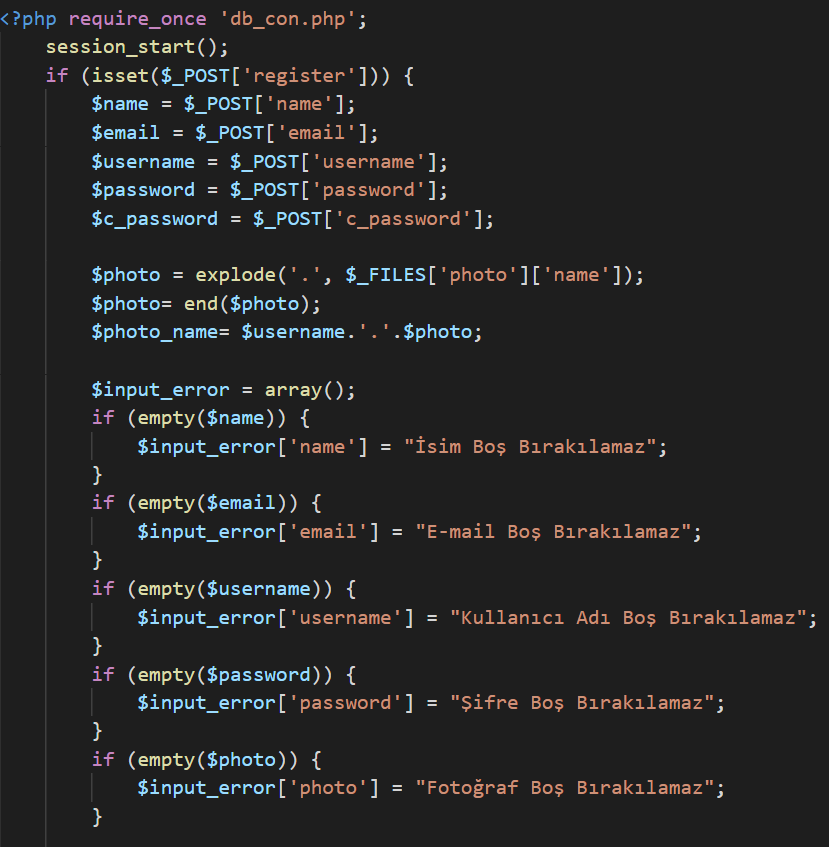 <?php require_once 'db_con.php';
    session_start();
    if (isset($_POST['register'])) {
        $name = $_POST['name'];
        $email = $_POST['email'];
        $username = $_POST['username'];
        $password = $_POST['password'];
        $c_password = $_POST['c_password'];

        $photo = explode('.', $_FILES['photo']['name']);
        $photo= end($photo);
        $photo_name= $username.'.'.$photo;

        $input_error = array();
        if (empty($name)) {
            $input_error['name'] = "İsim Boş Bırakılamaz";
        }
        if (empty($email)) {
            $input_error['email'] = "E-mail Boş Bırakılamaz";
        }
        if (empty($username)) {
            $input_error['username'] = "Kullanıcı Adı Boş Bırakılamaz";
        }
        if (empty($password)) {
            $input_error['password'] = "Şifre Boş Bırakılamaz";
        }
        if (empty($photo)) {
            $input_error['photo'] = "Fotoğraf Boş Bırakılamaz";
        }